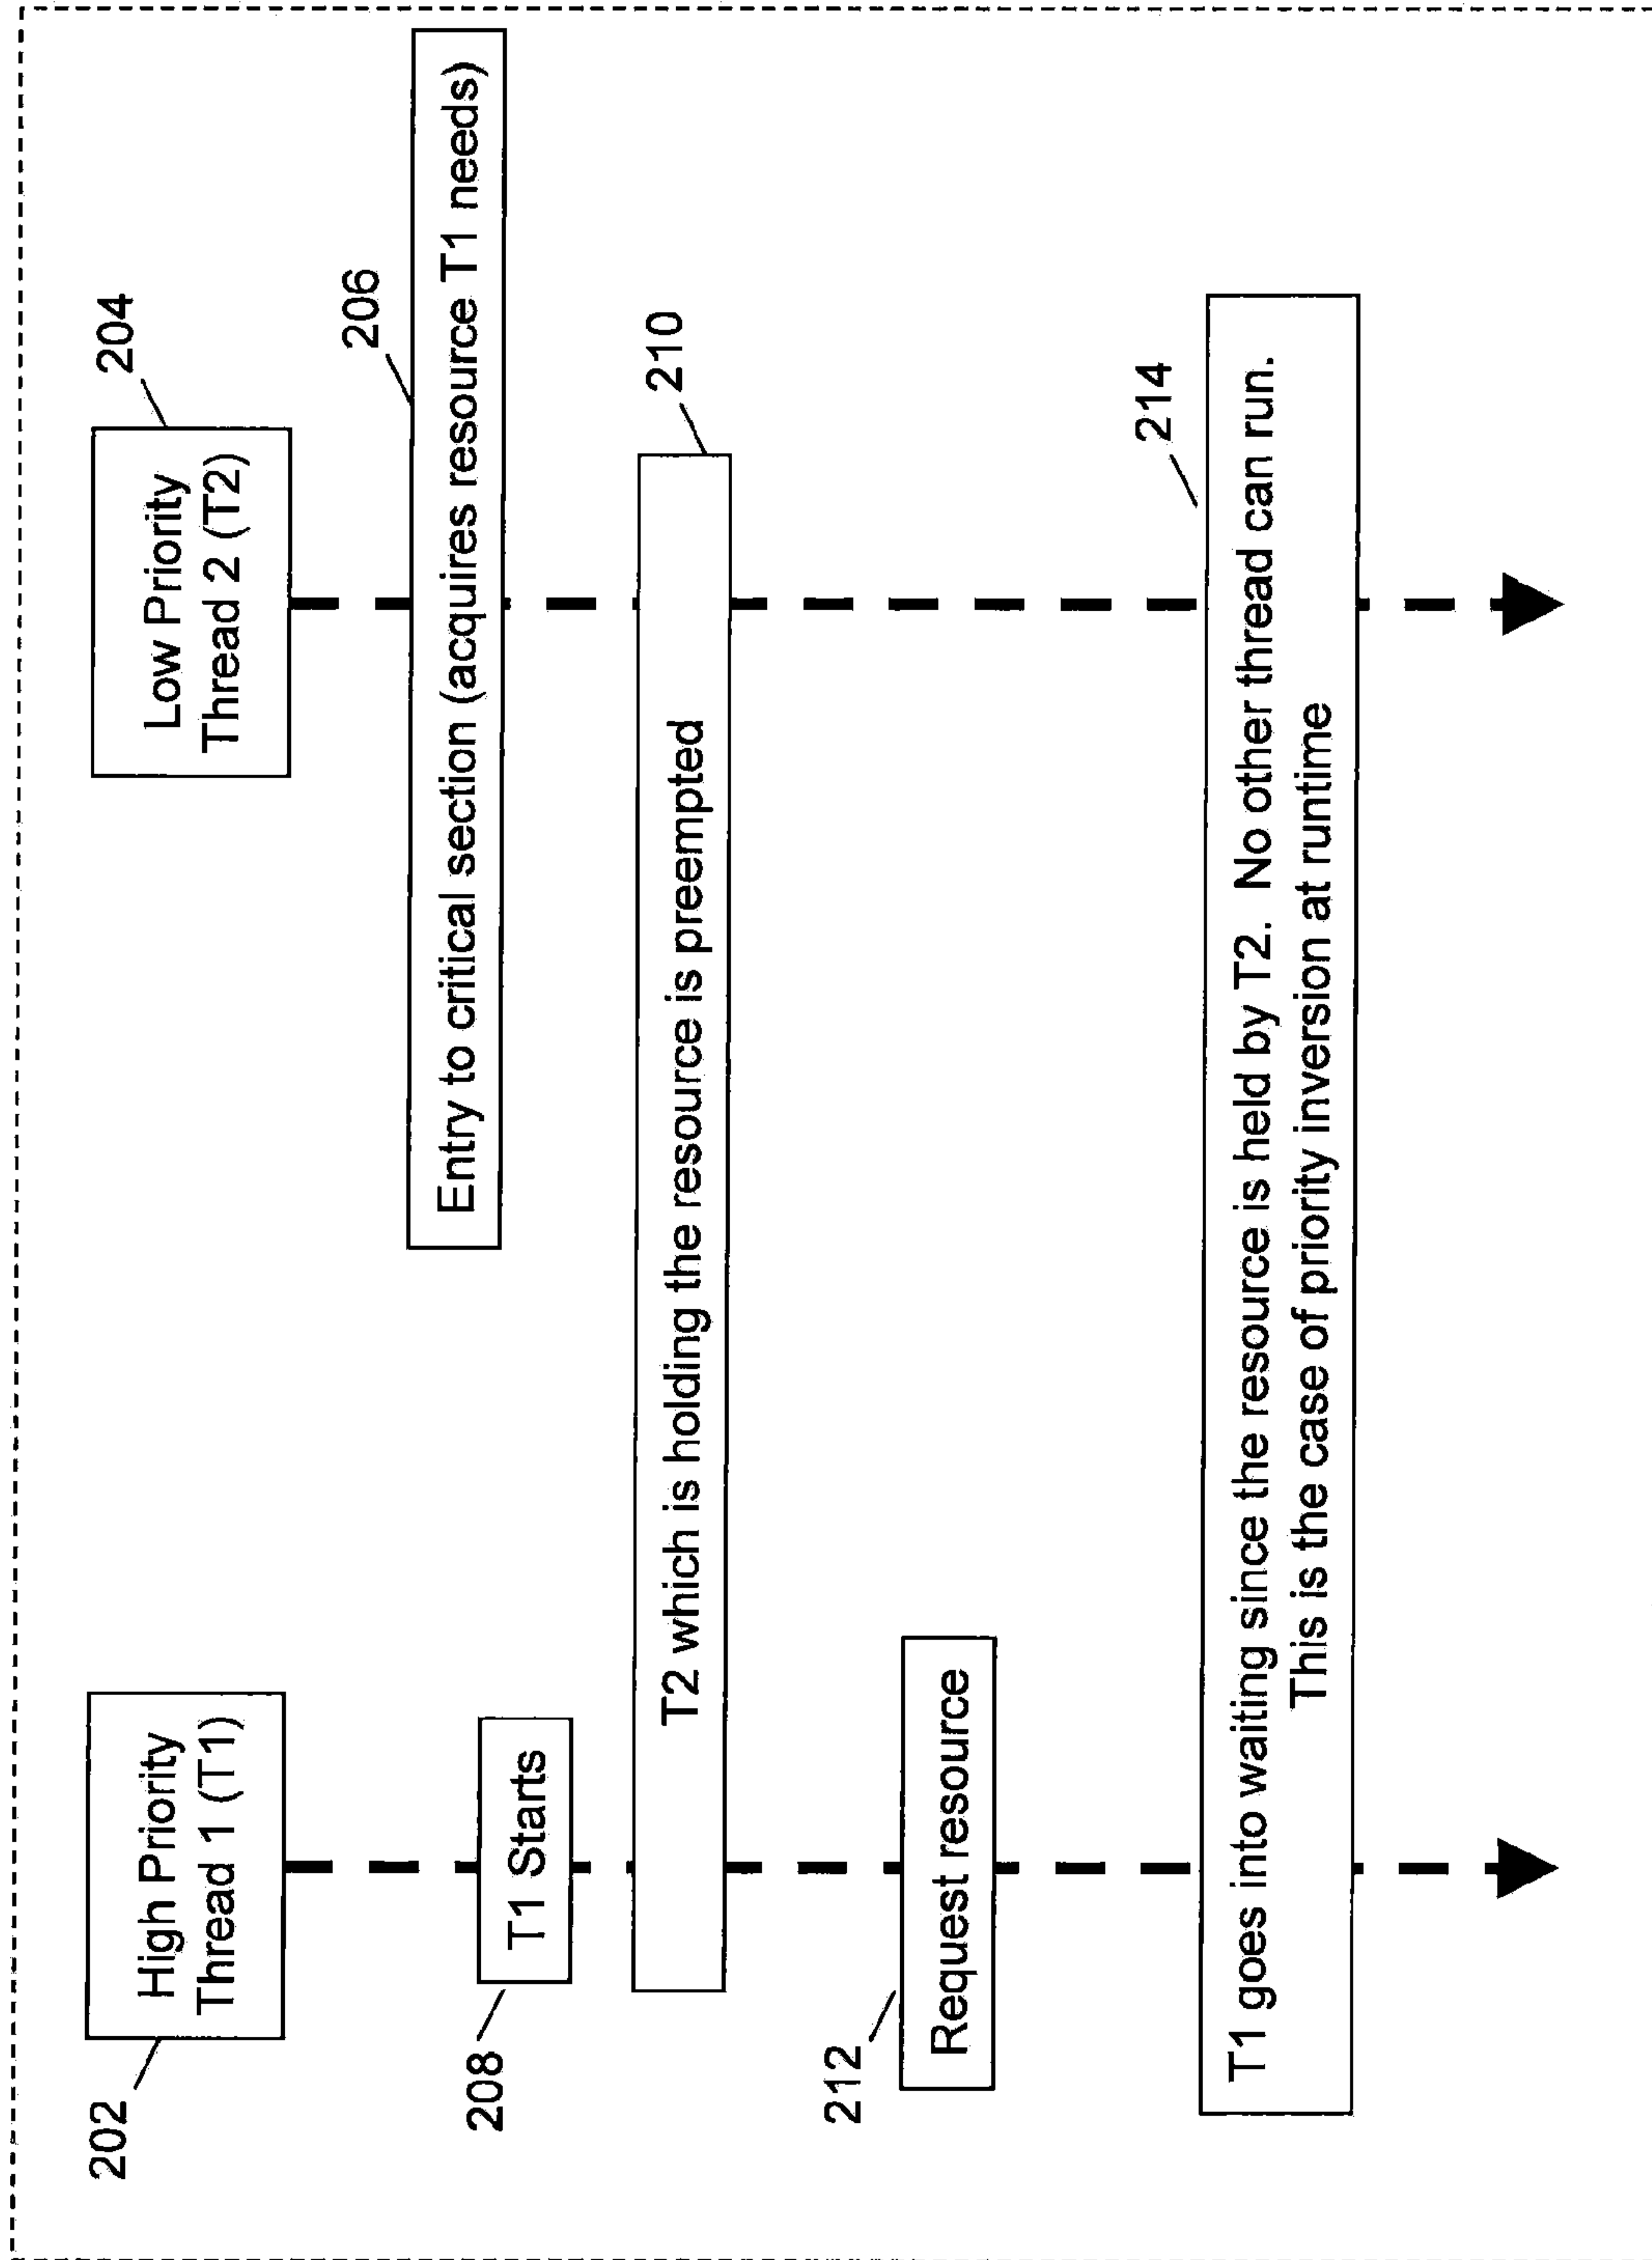 202
High Priority
Thread 1 (T1)
Low Priority
Thread 2 (T2)
204
206
Entry to critical section (acquires resource T1 needs)
208
T1 Starts
210
T2 which is holding the resource is preempted
212
Request resource
214
T1 goes into waiting since the resource is held by T2.  No other thread can run.
This is the case of priority inversion at runtime